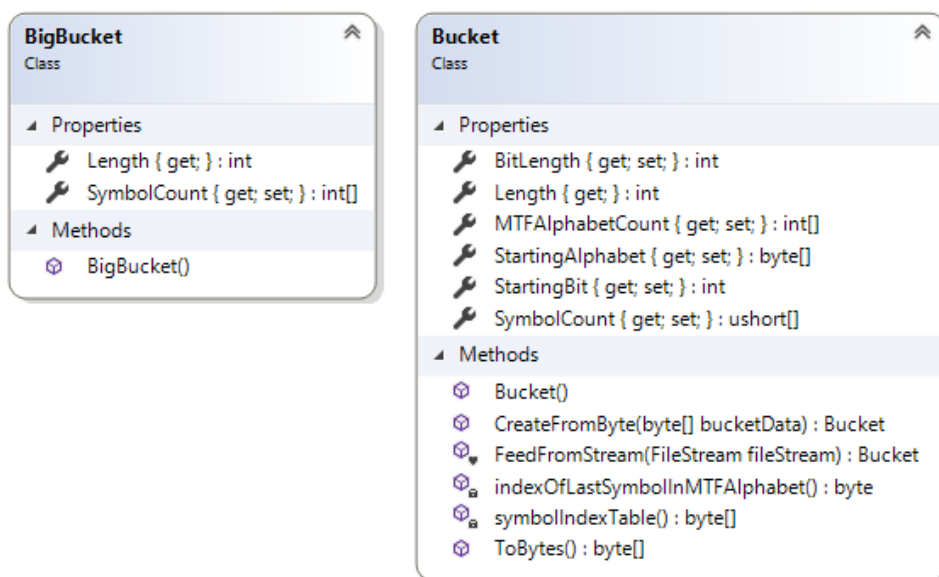 BigBucket
Class
Properties
Length { get; } : int
SymbolCount { get; set; } : int[]
Methods
BigBucket()
Bucket
Class
Properties
BitLength { get; set; } : int
Length { get; } : int
MTFAlphabetCount { get; set; } : int[]
StartingAlphabet { get; set; } : byte[]
StartingBit { get; set; } : int
SymbolCount { get; set; } : ushort[]
Methods
Bucket()
CreateFromByte(byte[] bucketData) : Bucket
FeedFromStream(FileStream fileStream) : Bucket
indexOfLastSymbolInMTFAlphabet() : byte
symbolIndexTable() : byte[]
ToBytes() : byte[]